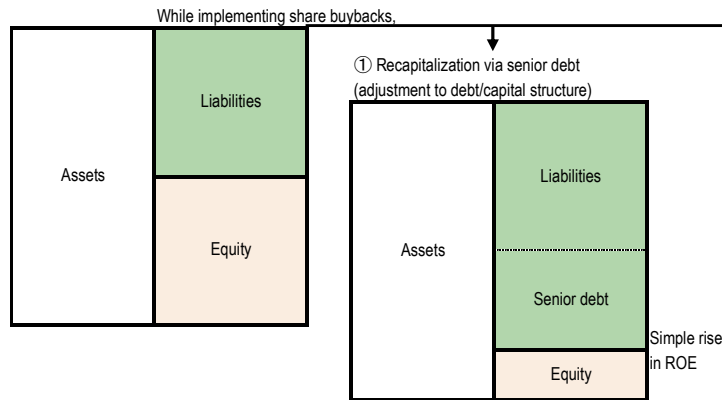 While implementing share buybacks,
① Recapitalization via senior debt
(adjustment to debt/capital structure)
Liabilities
Assets
Equity
Liabilities
Assets
Senior debt
Equity
Simple rise
in ROE